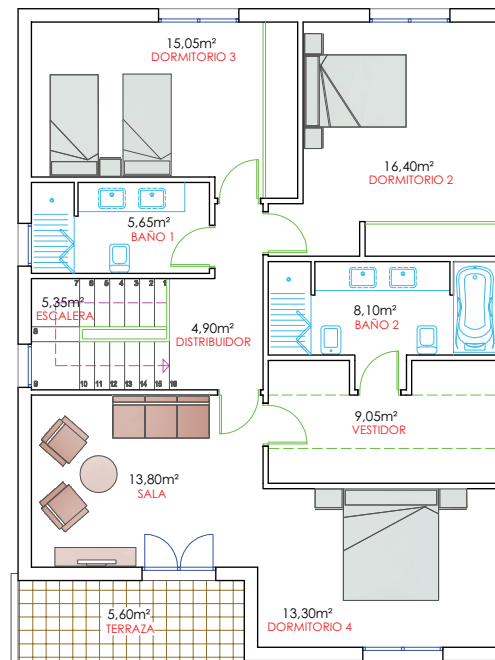 15,05m²
DORMITORIO 3
16,40m²
DORMITORIO 2
5,65m²
BAÑO 1
7 6 5 4 3 2 1
5,35m²
ESCALERA
8
9
10 11 12 13 14 15 16
4,90m²
DISTRIBUIDOR
8,10m²
BAÑO 2
9,05m²
VESTIDOR
13,80m²
SALA
5,60m²
TERRAZA
13,30m²
DORMITORIO 4